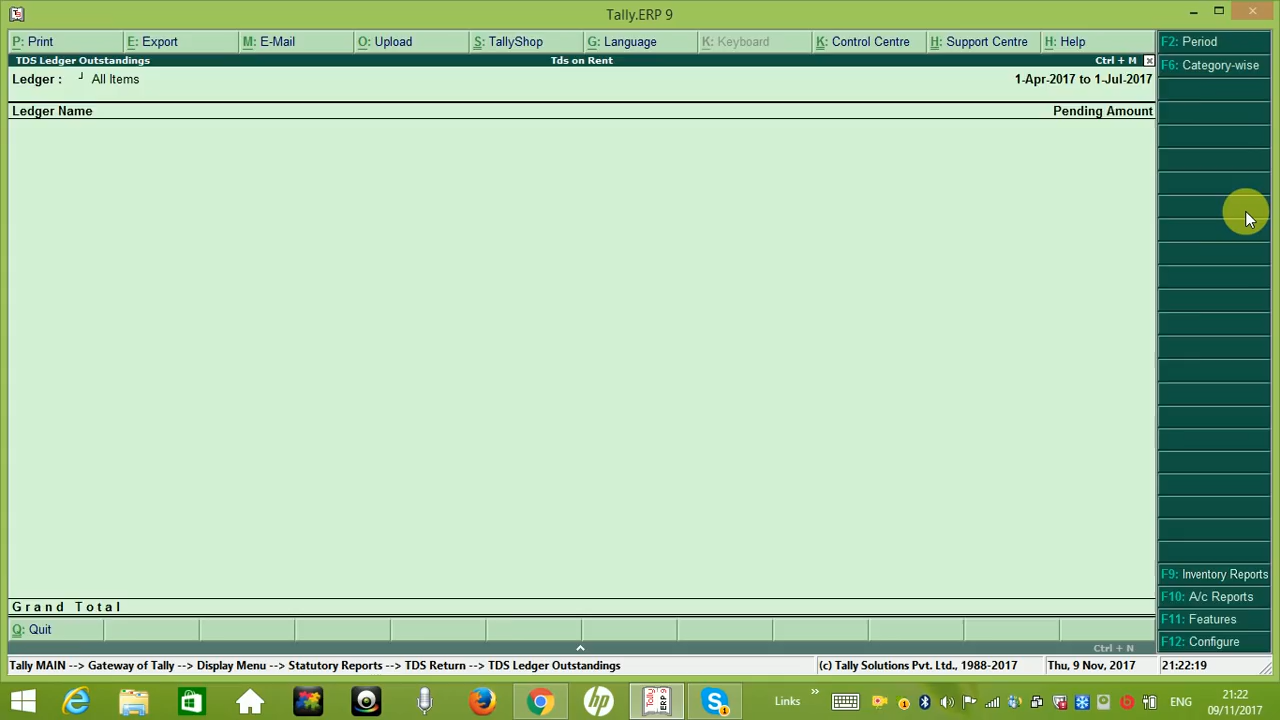 Tally.ERP 9
P: Print E: Export M: E-Mail O: Upload S: TallyShop G: Language K: Keyboard K: Control Centre H: Support Centre H: Help
TDS Ledger Outstandings Tds on Rent Ctrl + M
Ledger : All Items 1-Apr-2017 to 1-Jul-2017
Ledger Name Pending Amount
Grand Total
Q: Quit
Ctrl + N
Tally MAIN --> Gateway of Tally --> Display Menu --> Statutory Reports --> TDS Return --> TDS Ledger Outstandings (c) Tally Solutions Pvt. Ltd., 1988-2017 Thu, 9 Nov, 2017 21:22:19
F2: Period
F6: Category-wise
F9: Inventory Reports
F10: A/c Reports
F11: Features
F12: Configure
Links » ENG 21:22
09/11/2017